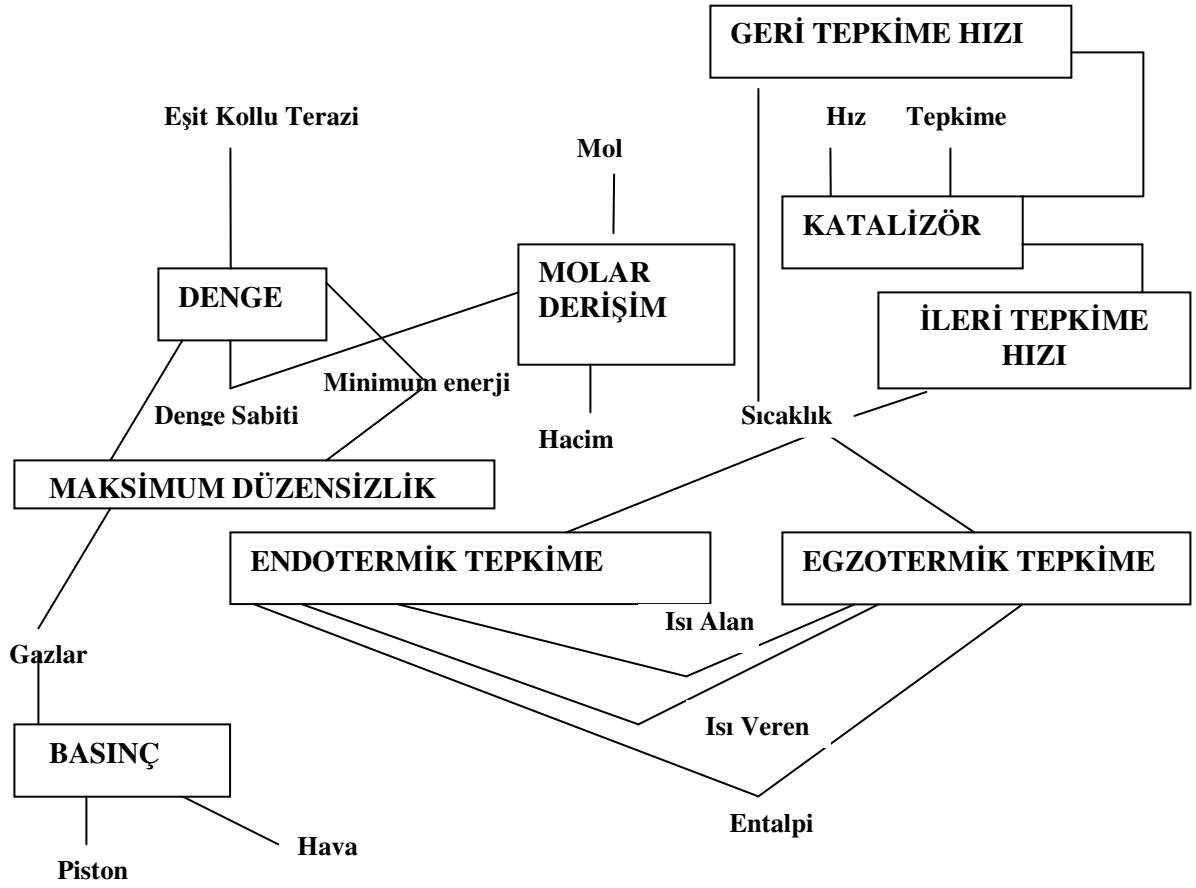 GERİ TEPKİME HIZI
Eşit Kollu Terazi
Hız
Tepkime
Mol
KATALİZÖR
MOLAR
DERİŞİM
DENGE
İLERİ TEPKİME
HIZI
Minimum enerji
Denge Sabiti
Sıcaklık
Hacim
MAKSİMUM DÜZENSİZLİK
ENDOTERMİK TEPKİME
EGZOTERMİK TEPKİME
Isı Alan
Gazlar
Isı Veren
BASINÇ
Entalpi
Hava
Piston